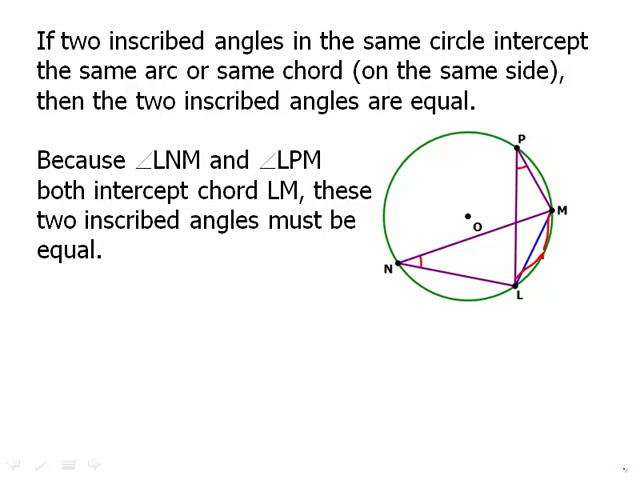 If two inscribed angles in the same circle intercept
the same arc or same chord (on the same side),
then the two inscribed angles are equal.
Because ∠LNM and ∠LPM
both intercept chord LM, these
two inscribed angles must be
equal.
P
M
O
N
L